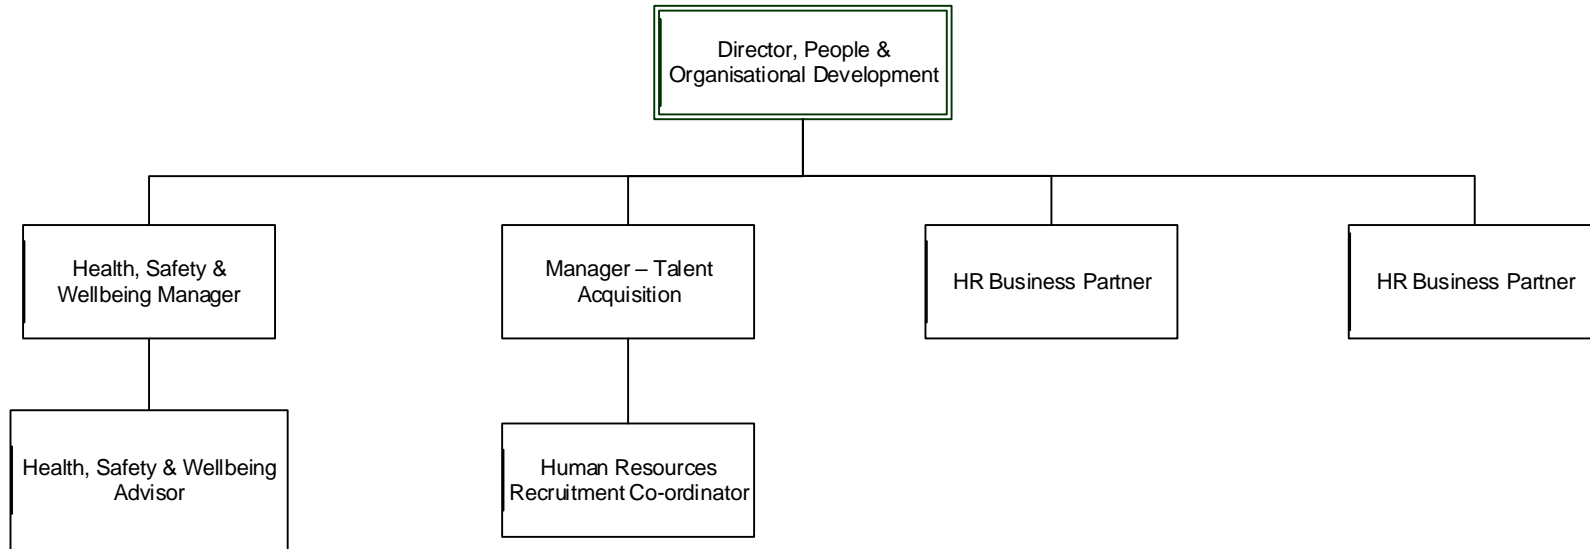 Director, People &
Organisational Development
Health, Safety &
Wellbeing Manager
Manager – Talent
Acquisition
HR Business Partner
HR Business Partner
Health, Safety & Wellbeing
Advisor
Human Resources
Recruitment Co-ordinator